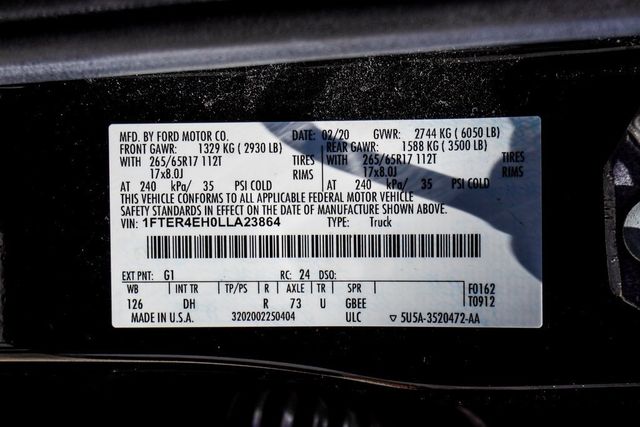 MFD. BY FORD MOTOR CO. DATE: 02/20 GVWR: 2744 KG ( 6050 LB)
FRONT GAWR: 1329 KG ( 2930 LB) REAR GAWR: 1588 KG ( 3500 LB)
WITH 265/65R17 112T TIRES WITH 265/65R17 112T TIRES
17x8.0J RIMS 17x8.0J RIMS
AT 240 kPa/ 35 PSI COLD AT 240 kPa/ 35 PSI COLD
THIS VEHICLE CONFORMS TO ALL APPLICABLE FEDERAL MOTOR VEHICLE
SAFETY STANDARDS IN EFFECT ON THE DATE OF MANUFACTURE SHOWN ABOVE.
VIN: 1FTER4EH0LLA23864 TYPE: Truck
EXT PNT: G1 RC: 24 DSO:
WB INT TR TP/PS R AXLE TR SPR F0162
126 DH R 73 U GBEE T0912
MADE IN U.S.A. 3202002250404 ULC ▽ 5U5A-3520472-AA